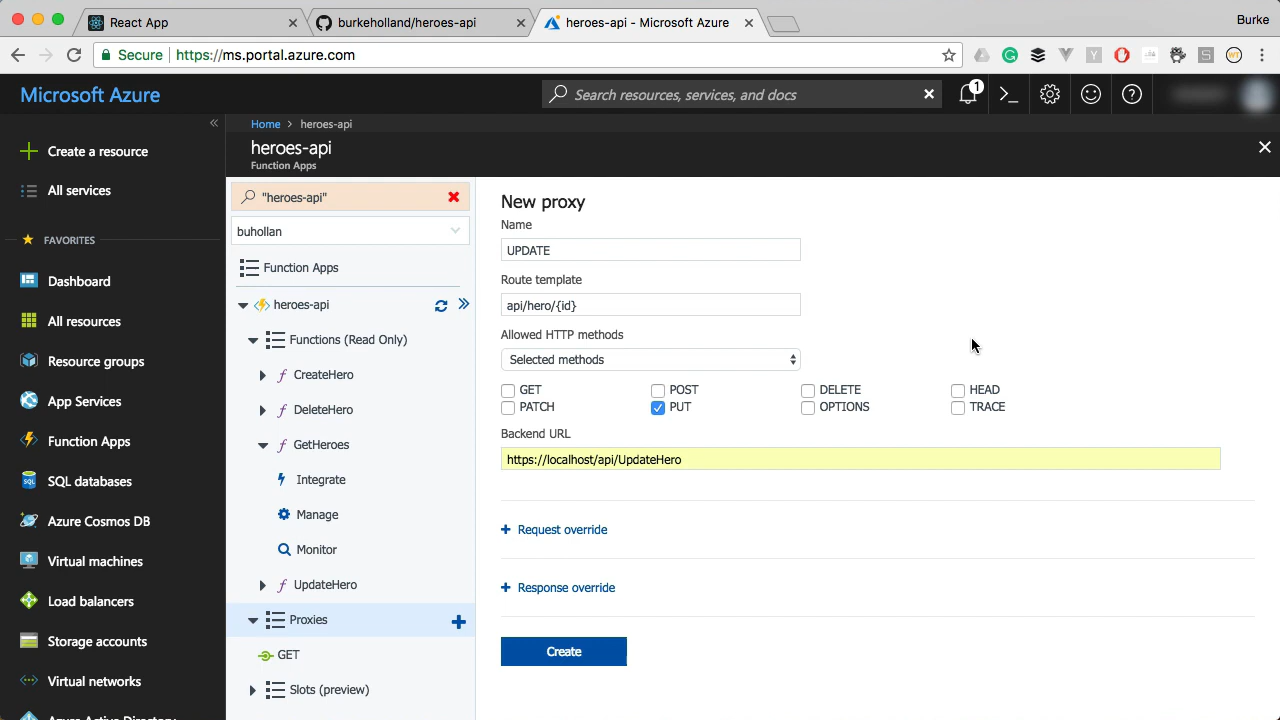 React App
burkeholland/heroes-api
heroes-api - Microsoft Azure
Burke
Secure https://ms.portal.azure.com
Microsoft Azure
Search resources, services, and docs
1
Create a resource
All services
FAVORITES
Dashboard
All resources
Resource groups
App Services
Function Apps
SQL databases
Azure Cosmos DB
Virtual machines
Load balancers
Storage accounts
Virtual networks
Azure Active Directory
Home > heroes-api
heroes-api
Function Apps
"heroes-api"
buhollan
Function Apps
heroes-api
Functions (Read Only)
CreateHero
DeleteHero
GetHeroes
Integrate
Manage
Monitor
UpdateHero
Proxies
GET
Slots (preview)
New proxy
Name
UPDATE
Route template
api/hero/{id}
Allowed HTTP methods
Selected methods
GET POST DELETE HEAD
PATCH PUT OPTIONS TRACE
Backend URL
https://localhost/api/UpdateHero
Request override
Response override
Create